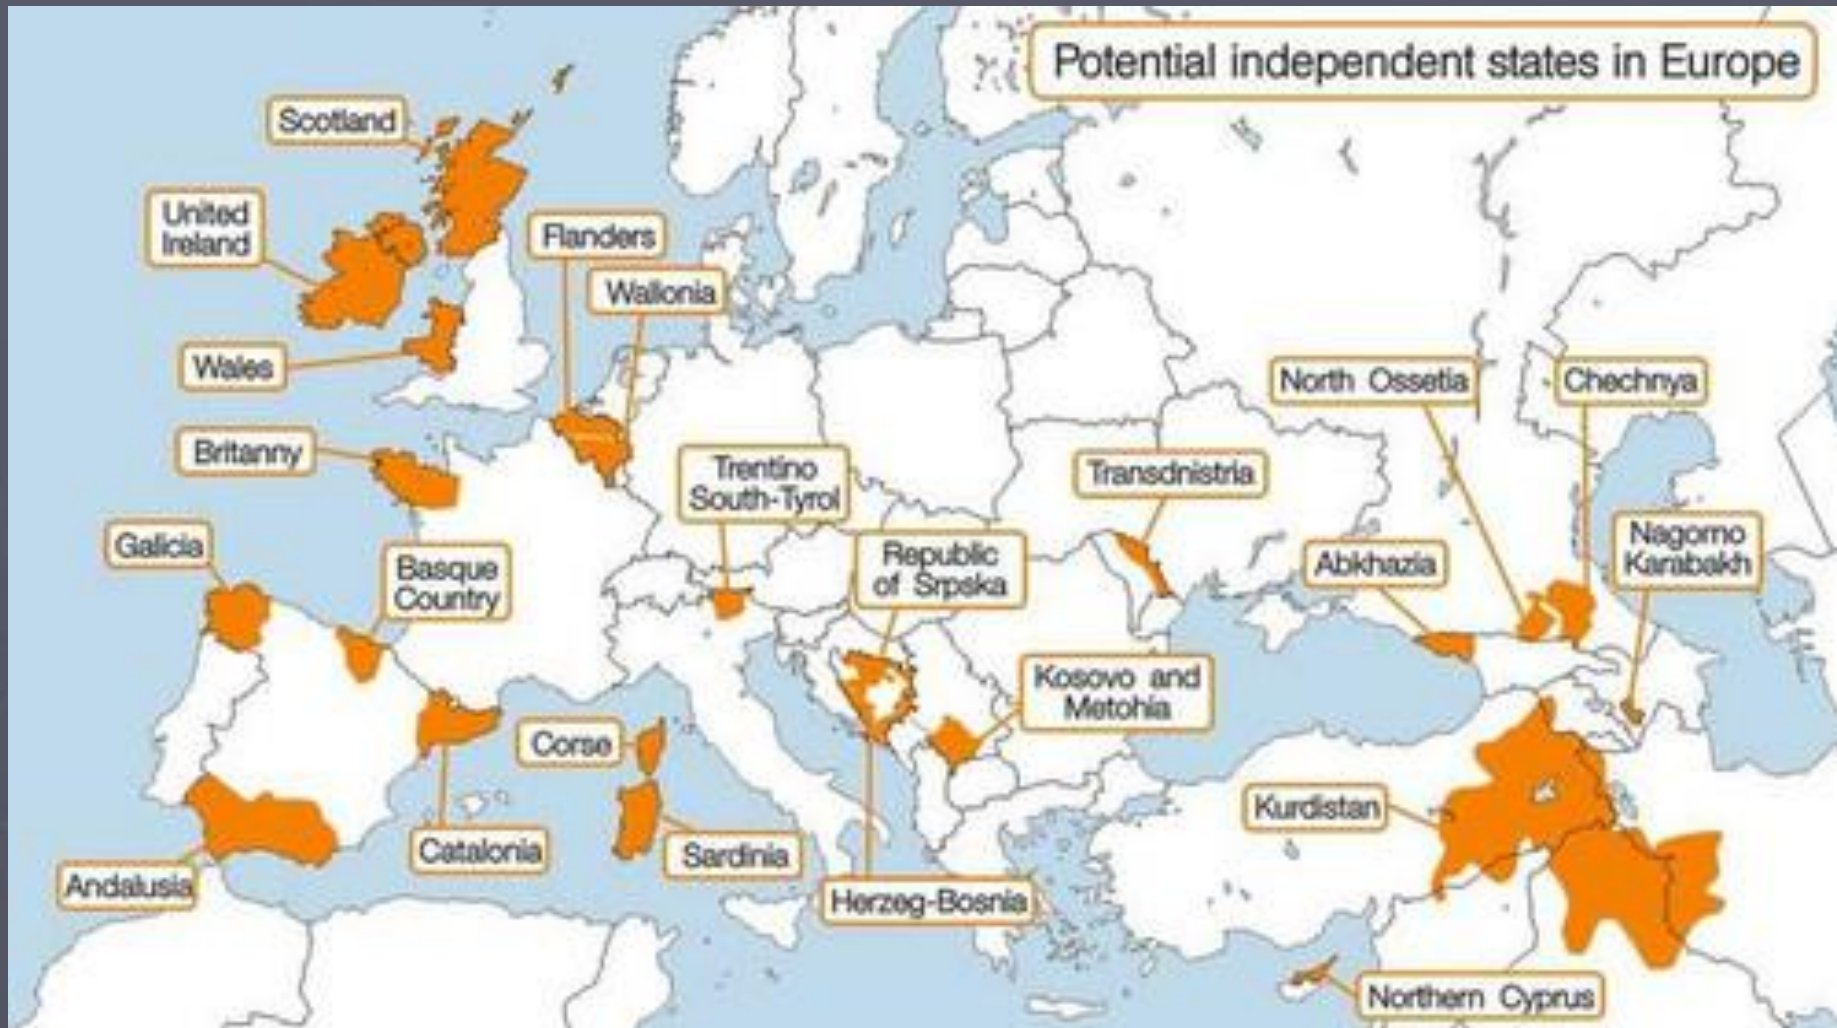 Potential independent states in Europe
Scotland
United
Ireland
Flanders
Wallonia
Wales
North Ossetia
Chechnya
Britanny
Trentino
South-Tyrol
Transdnistria
Galicia
Basque
Country
Republic
of Srpska
Abkhazia
Nagorno
Karabakh
Kosovo and
Metohia
Corse
Kurdistan
Catalonia
Sardinia
Andalusia
Herzeg-Bosnia
Northern Cyprus